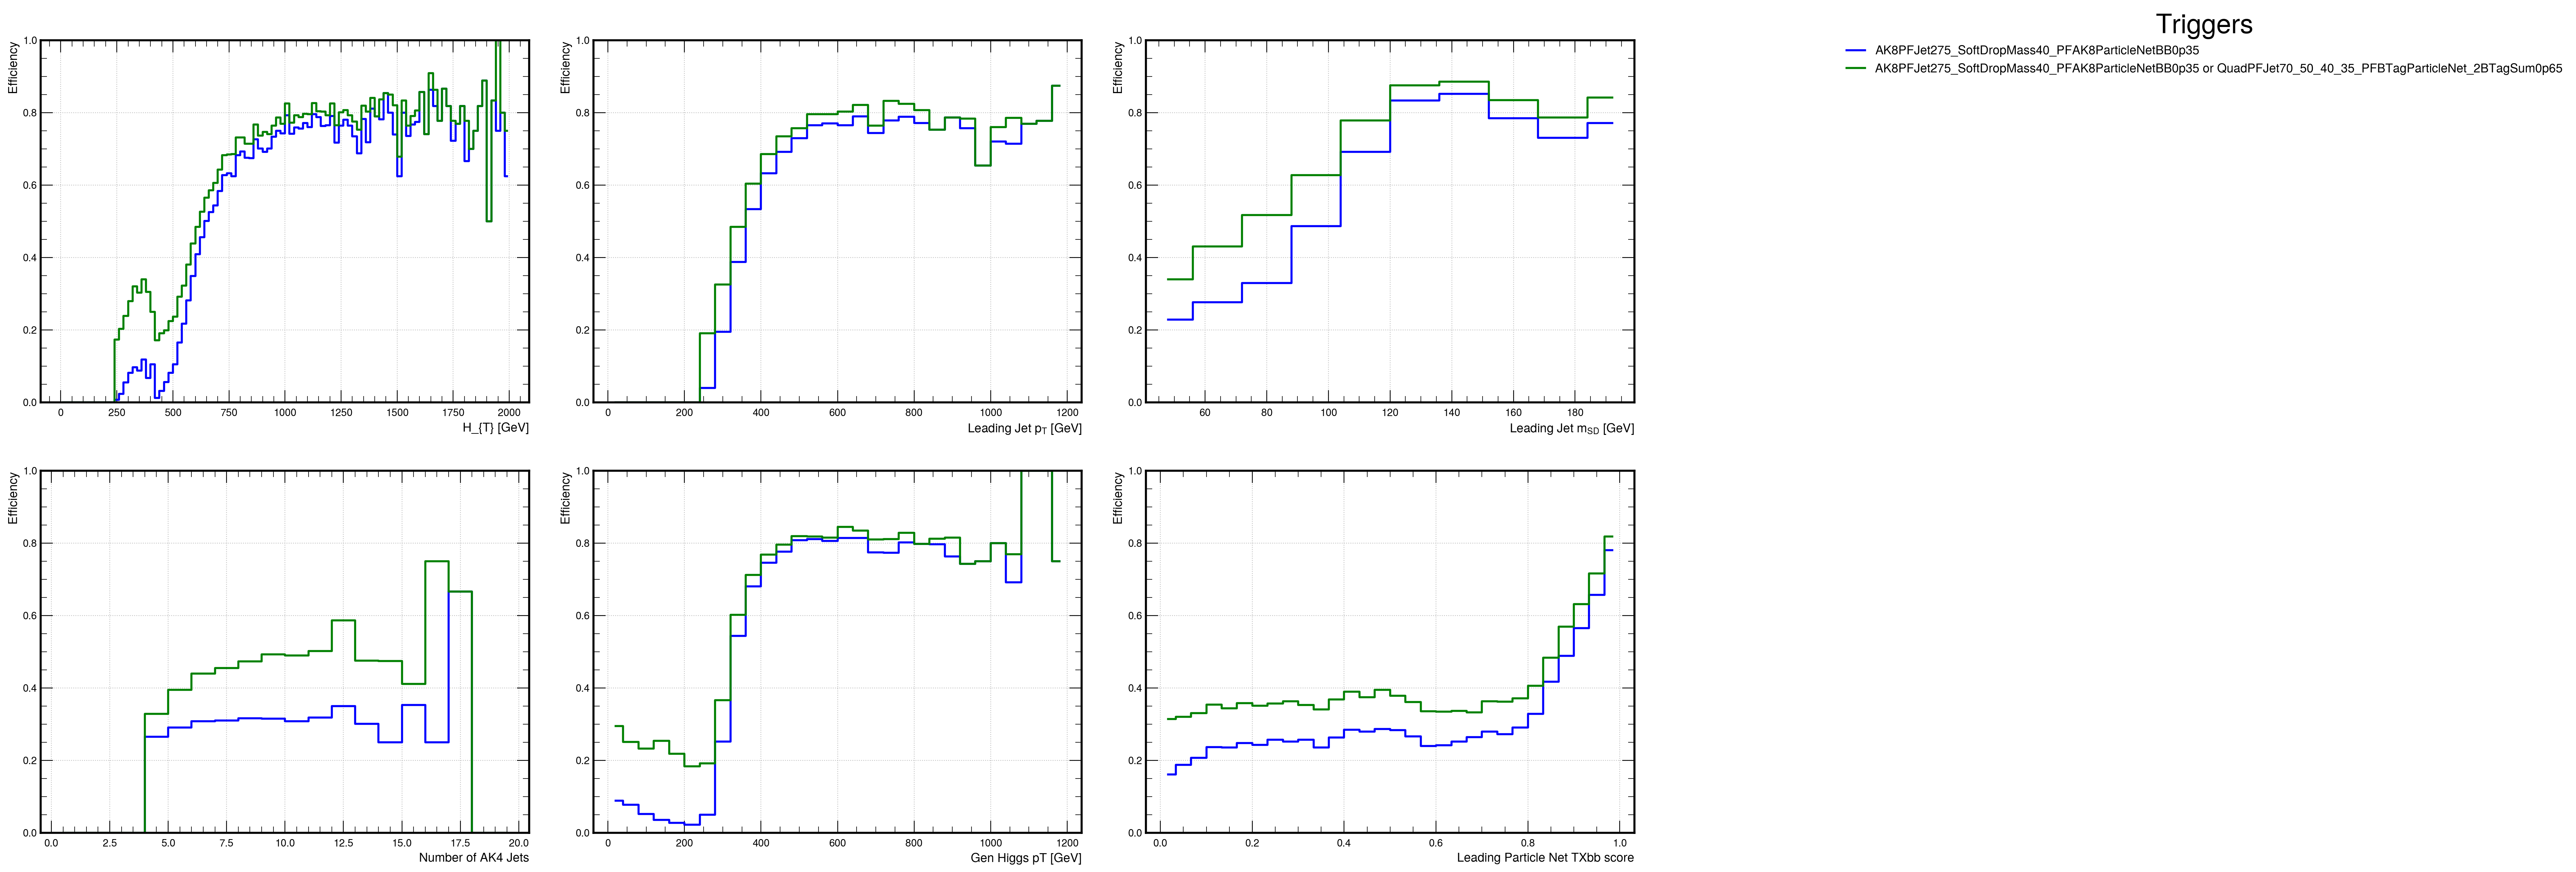 Triggers
AK8PFJet275_SoftDropMass40_PFAK8ParticleNetBB0p35
AK8PFJet275_SoftDropMass40_PFAK8ParticleNetBB0p35 or QuadPFJet70_50_40_35_PFBTagParticleNet_2BTagSum0p65
Efficiency
1.0
0.8
0.6
0.4
0.2
0.0
0 250 500 750 1000 1250 1500 1750 2000
H_{T} [GeV]
Efficiency
1.0
0.8
0.6
0.4
0.2
0.0
0 200 400 600 800 1000 1200
Leading Jet pT [GeV]
Efficiency
1.0
0.8
0.6
0.4
0.2
0.0
60 80 100 120 140 160 180
Leading Jet mSD [GeV]
Efficiency
1.0
0.8
0.6
0.4
0.2
0.0
0.0 2.5 5.0 7.5 10.0 12.5 15.0 17.5 20.0
Number of AK4 Jets
Efficiency
1.0
0.8
0.6
0.4
0.2
0.0
0 200 400 600 800 1000 1200
Gen Higgs pT [GeV]
Efficiency
1.0
0.8
0.6
0.4
0.2
0.0
0.0 0.2 0.4 0.6 0.8 1.0
Leading Particle Net TXbb score